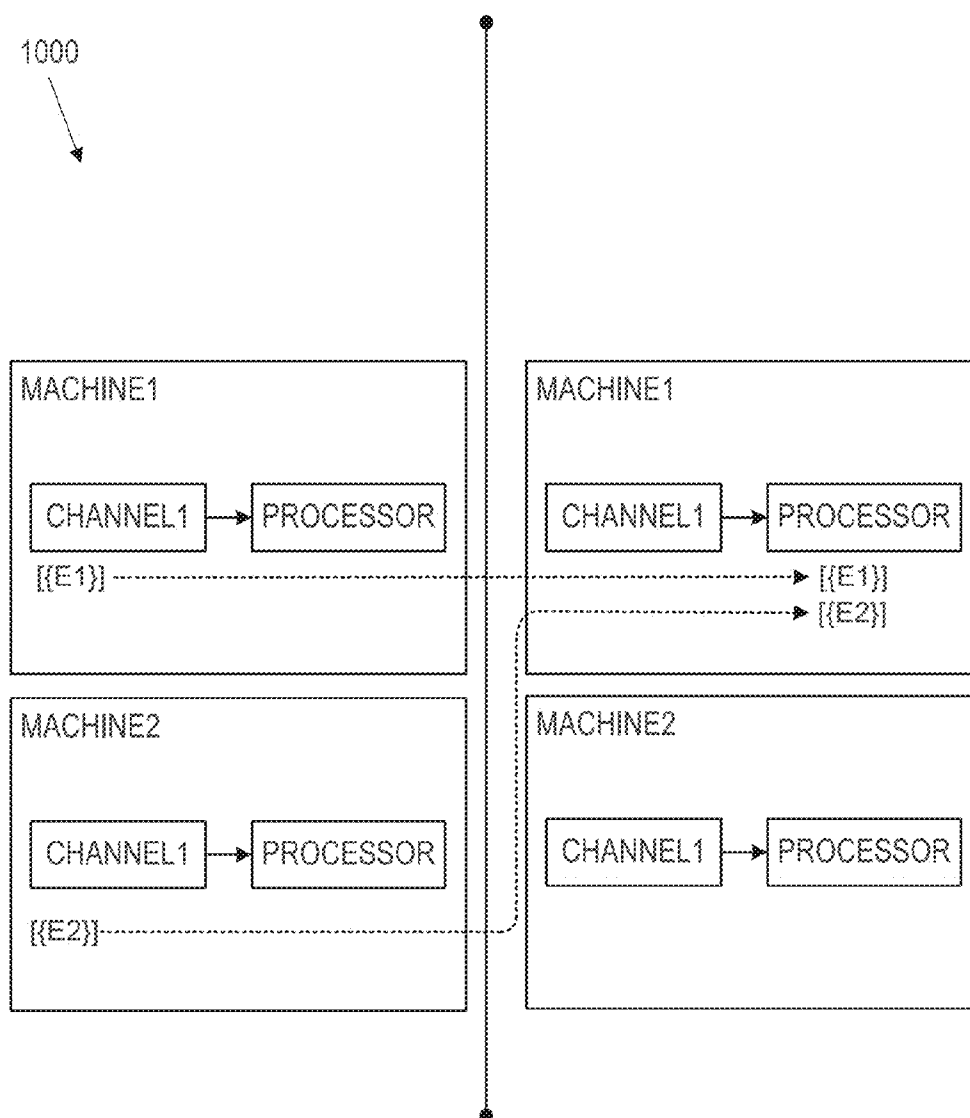 1000
MACHINE1
CHANNEL1
PROCESSOR
[{E1}]
MACHINE2
CHANNEL1
PROCESSOR
[{E2}]
MACHINE1
CHANNEL1
PROCESSOR
[{E1}]
[{E2}]
MACHINE2
CHANNEL1
PROCESSOR